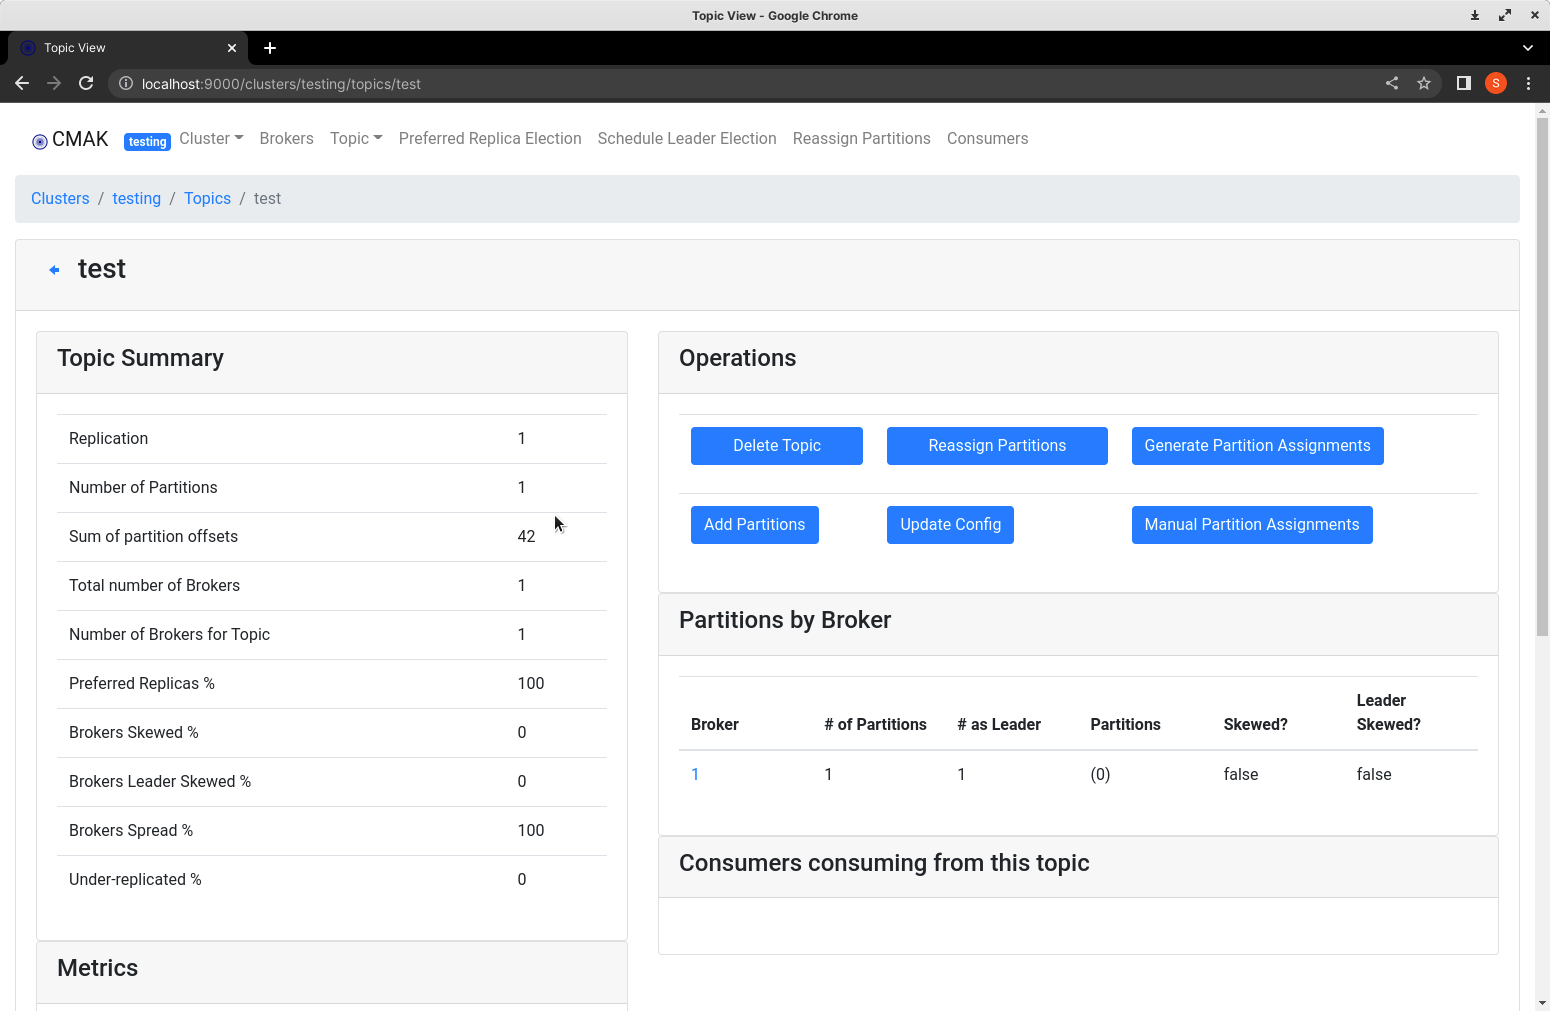 Topic View - Google Chrome
Topic View
localhost:9000/clusters/testing/topics/test
S
CMAK testing Cluster Brokers Topic Preferred Replica Election Schedule Leader Election Reassign Partitions Consumers
Clusters / testing / Topics / test
test
Topic Summary
Replication 1
Number of Partitions 1
Sum of partition offsets 42
Total number of Brokers 1
Number of Brokers for Topic 1
Preferred Replicas % 100
Brokers Skewed % 0
Brokers Leader Skewed % 0
Brokers Spread % 100
Under-replicated % 0
Metrics
Operations
Delete Topic Reassign Partitions Generate Partition Assignments
Add Partitions Update Config Manual Partition Assignments
Partitions by Broker
Broker # of Partitions # as Leader Partitions Skewed? Leader Skewed?
1 1 1 (0) false false
Consumers consuming from this topic